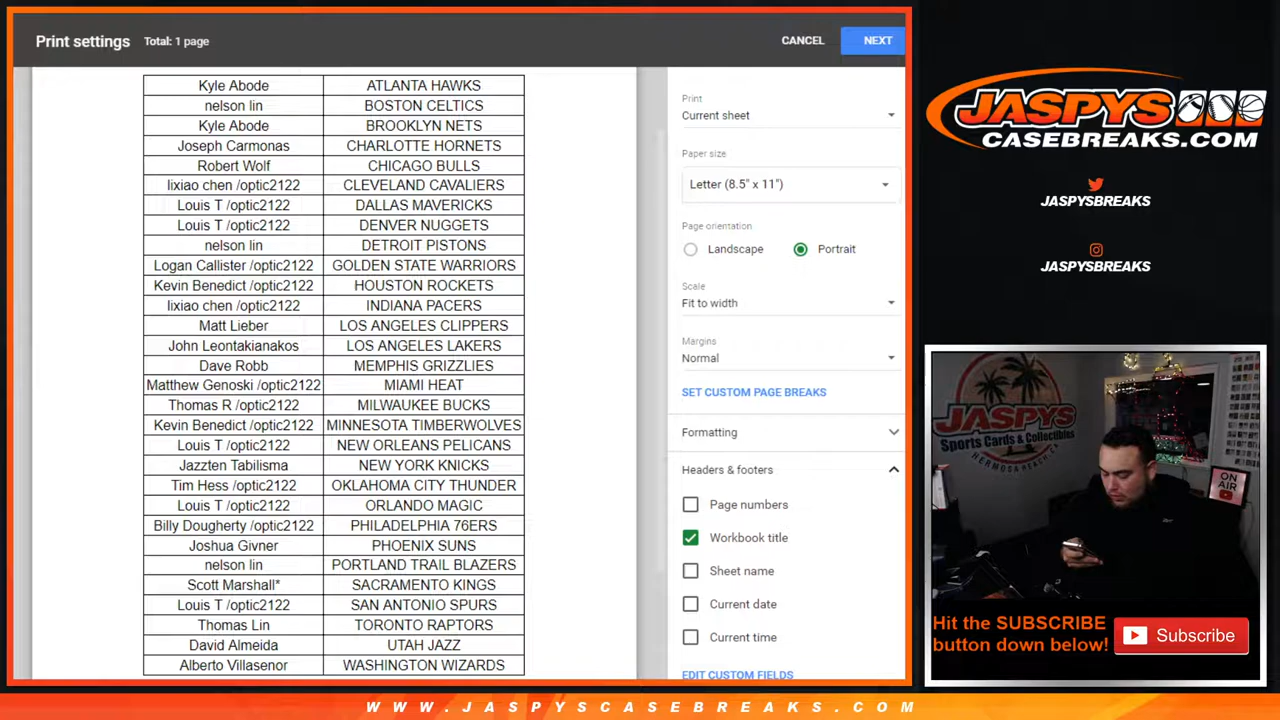 Print settings Total: 1 page CANCEL NEXT
Kyle Abode ATLANTA HAWKS
nelson lin BOSTON CELTICS
Kyle Abode BROOKLYN NETS
Joseph Carmonas CHARLOTTE HORNETS
Robert Wolf CHICAGO BULLS
lixiao chen /optic2122 CLEVELAND CAVALIERS
Louis T /optic2122 DALLAS MAVERICKS
Louis T /optic2122 DENVER NUGGETS
nelson lin DETROIT PISTONS
Logan Callister /optic2122 GOLDEN STATE WARRIORS
Kevin Benedict /optic2122 HOUSTON ROCKETS
lixiao chen /optic2122 INDIANA PACERS
Matt Lieber LOS ANGELES CLIPPERS
John Leontakianakos LOS ANGELES LAKERS
Dave Robb MEMPHIS GRIZZLIES
Matthew Genoski /optic2122 MIAMI HEAT
Thomas R /optic2122 MILWAUKEE BUCKS
Kevin Benedict /optic2122 MINNESOTA TIMBERWOLVES
Louis T /optic2122 NEW ORLEANS PELICANS
Jazzten Tabilisma NEW YORK KNICKS
Tim Hess /optic2122 OKLAHOMA CITY THUNDER
Louis T /optic2122 ORLANDO MAGIC
Billy Dougherty /optic2122 PHILADELPHIA 76ERS
Joshua Givner PHOENIX SUNS
nelson lin PORTLAND TRAIL BLAZERS
Scott Marshall* SACRAMENTO KINGS
Louis T /optic2122 SAN ANTONIO SPURS
Thomas Lin TORONTO RAPTORS
David Almeida UTAH JAZZ
Alberto Villasenor WASHINGTON WIZARDS
Print
Current sheet
Paper size
Letter (8.5" x 11")
Page orientation
Landscape Portrait
Scale
Fit to width
Margins
Normal
SET CUSTOM PAGE BREAKS
Formatting
Headers & footers
Page numbers
Workbook title
Sheet name
Current date
Current time
EDIT CUSTOM FIELDS
JASPYS
CASEBREAKS.COM
JASPYSBREAKS
JASPYSBREAKS
JASPYS
Sports Cards & Collectibles
HERMOSA BEACH, CA
ON AIR
Hit the SUBSCRIBE
button down below!
Subscribe
WWW.JASPYSCASEBREAKS.COM